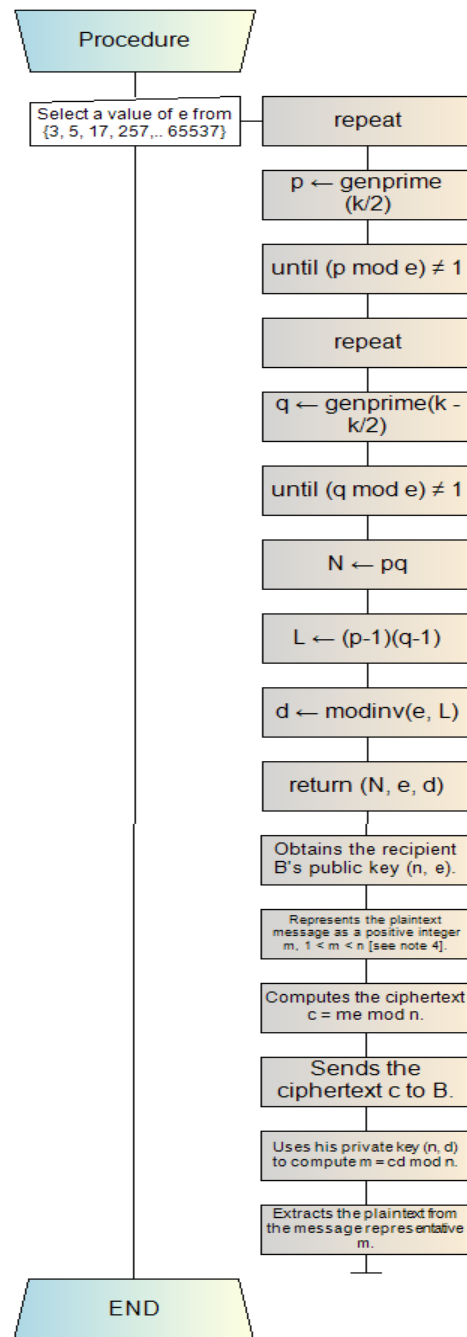 Procedure
Select a value of e from
{3, 5, 17, 257,.. 65537}
repeat
p ← genprime
(k/2)
until (p mod e) ≠ 1
repeat
q ← genprime(k -
k/2)
until (q mod e) ≠ 1
N ← pq
L ← (p-1)(q-1)
d ← modinv(e, L)
return (N, e, d)
Obtains the recipient
B's public key (n, e).
Represents the plaintext
message as a positive integer
m, 1 < m < n [see note 4].
Computes the ciphertext
c = me mod n.
Sends the
ciphertext c to B.
Uses his private key (n, d)
to compute m = cd mod n.
Extracts the plaintext from
the message representative
m.
END